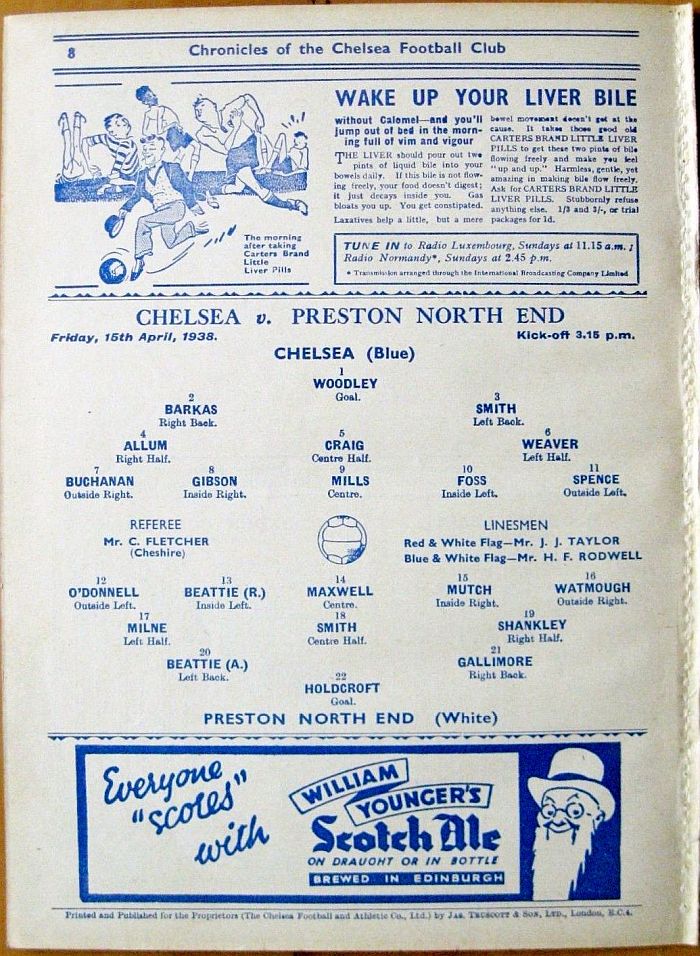 8
Chronicles of the Chelsea Football Club
The morning
after taking
Carters Brand
Little
Liver Pills
WAKE UP YOUR LIVER BILE
without Calomel—and you'll
jump out of bed in the morn-
ing full of vim and vigour
THE LIVER should pour out two
pints of liquid bile into your
bowels daily. If this bile is not flow-
ing freely, your food doesn't digest;
it just decays inside you. Gas
bloats you up. You get constipated.
Laxatives help a little, but a mere
bowel movement doesn't get at the
cause. It takes those good old
CARTERS BRAND LITTLE LIVER
PILLS to get these two pints of bile
flowing freely and make you feel
"up and up." Harmless, gentle, yet
amazing in making bile flow freely.
Ask for CARTERS BRAND LITTLE
LIVER PILLS. Stubbornly refuse
anything else. 1/3 and 3/-, or trial
packages for 1d.
TUNE IN to Radio Luxembourg, Sundays at 11.15 a.m.;
Radio Normandy*, Sundays at 2.45 p.m.
* Transmission arranged through the International Broadcasting Company Limited
CHELSEA v. PRESTON NORTH END
Friday, 15th April, 1938. Kick-off 3.15 p.m.
CHELSEA (Blue)
1
WOODLEY
Goal.
2 3
BARKAS SMITH
Right Back. Left Back.
4 5 6
ALLUM CRAIG WEAVER
Right Half. Centre Half. Left Half.
7 8 9 10 11
BUCHANAN GIBSON MILLS FOSS SPENCE
Outside Right. Inside Right. Centre. Inside Left. Outside Left.
REFEREE
Mr. C. FLETCHER
(Cheshire)
LINESMEN
Red & White Flag—Mr. J. J. TAYLOR
Blue & White Flag—Mr. H. F. RODWELL
12 13 14 15 16
O'DONNELL BEATTIE (R.) MAXWELL MUTCH WATMOUGH
Outside Left. Inside Left. Centre. Inside Right. Outside Right.
17 18 19
MILNE SMITH SHANKLEY
Left Half. Centre Half. Right Half.
20 21
BEATTIE (A.) GALLIMORE
Left Back. Right Back.
22
HOLDCROFT
Goal.
PRESTON NORTH END (White)
Everyone
"scores"
with
WILLIAM
YOUNGER'S
Scotch Ale
ON DRAUGHT OR IN BOTTLE
BREWED IN EDINBURGH
Printed and Published for the Proprietors (The Chelsea Football and Athletic Co., Ltd.) by JAS. TRUSCOTT & SON, LTD., London, E.C.4.